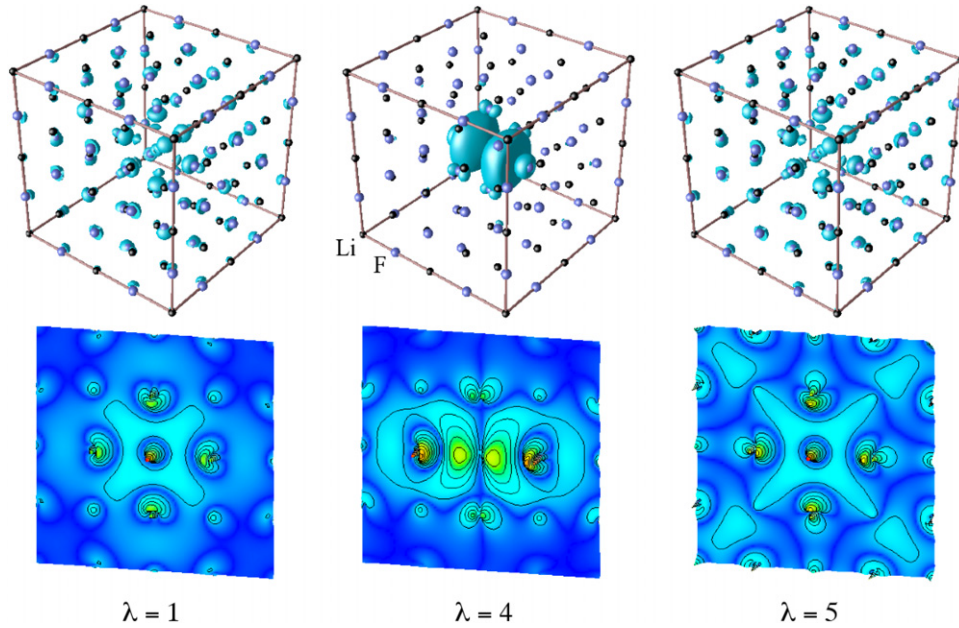 Li
F
λ = 1
λ = 4
λ = 5